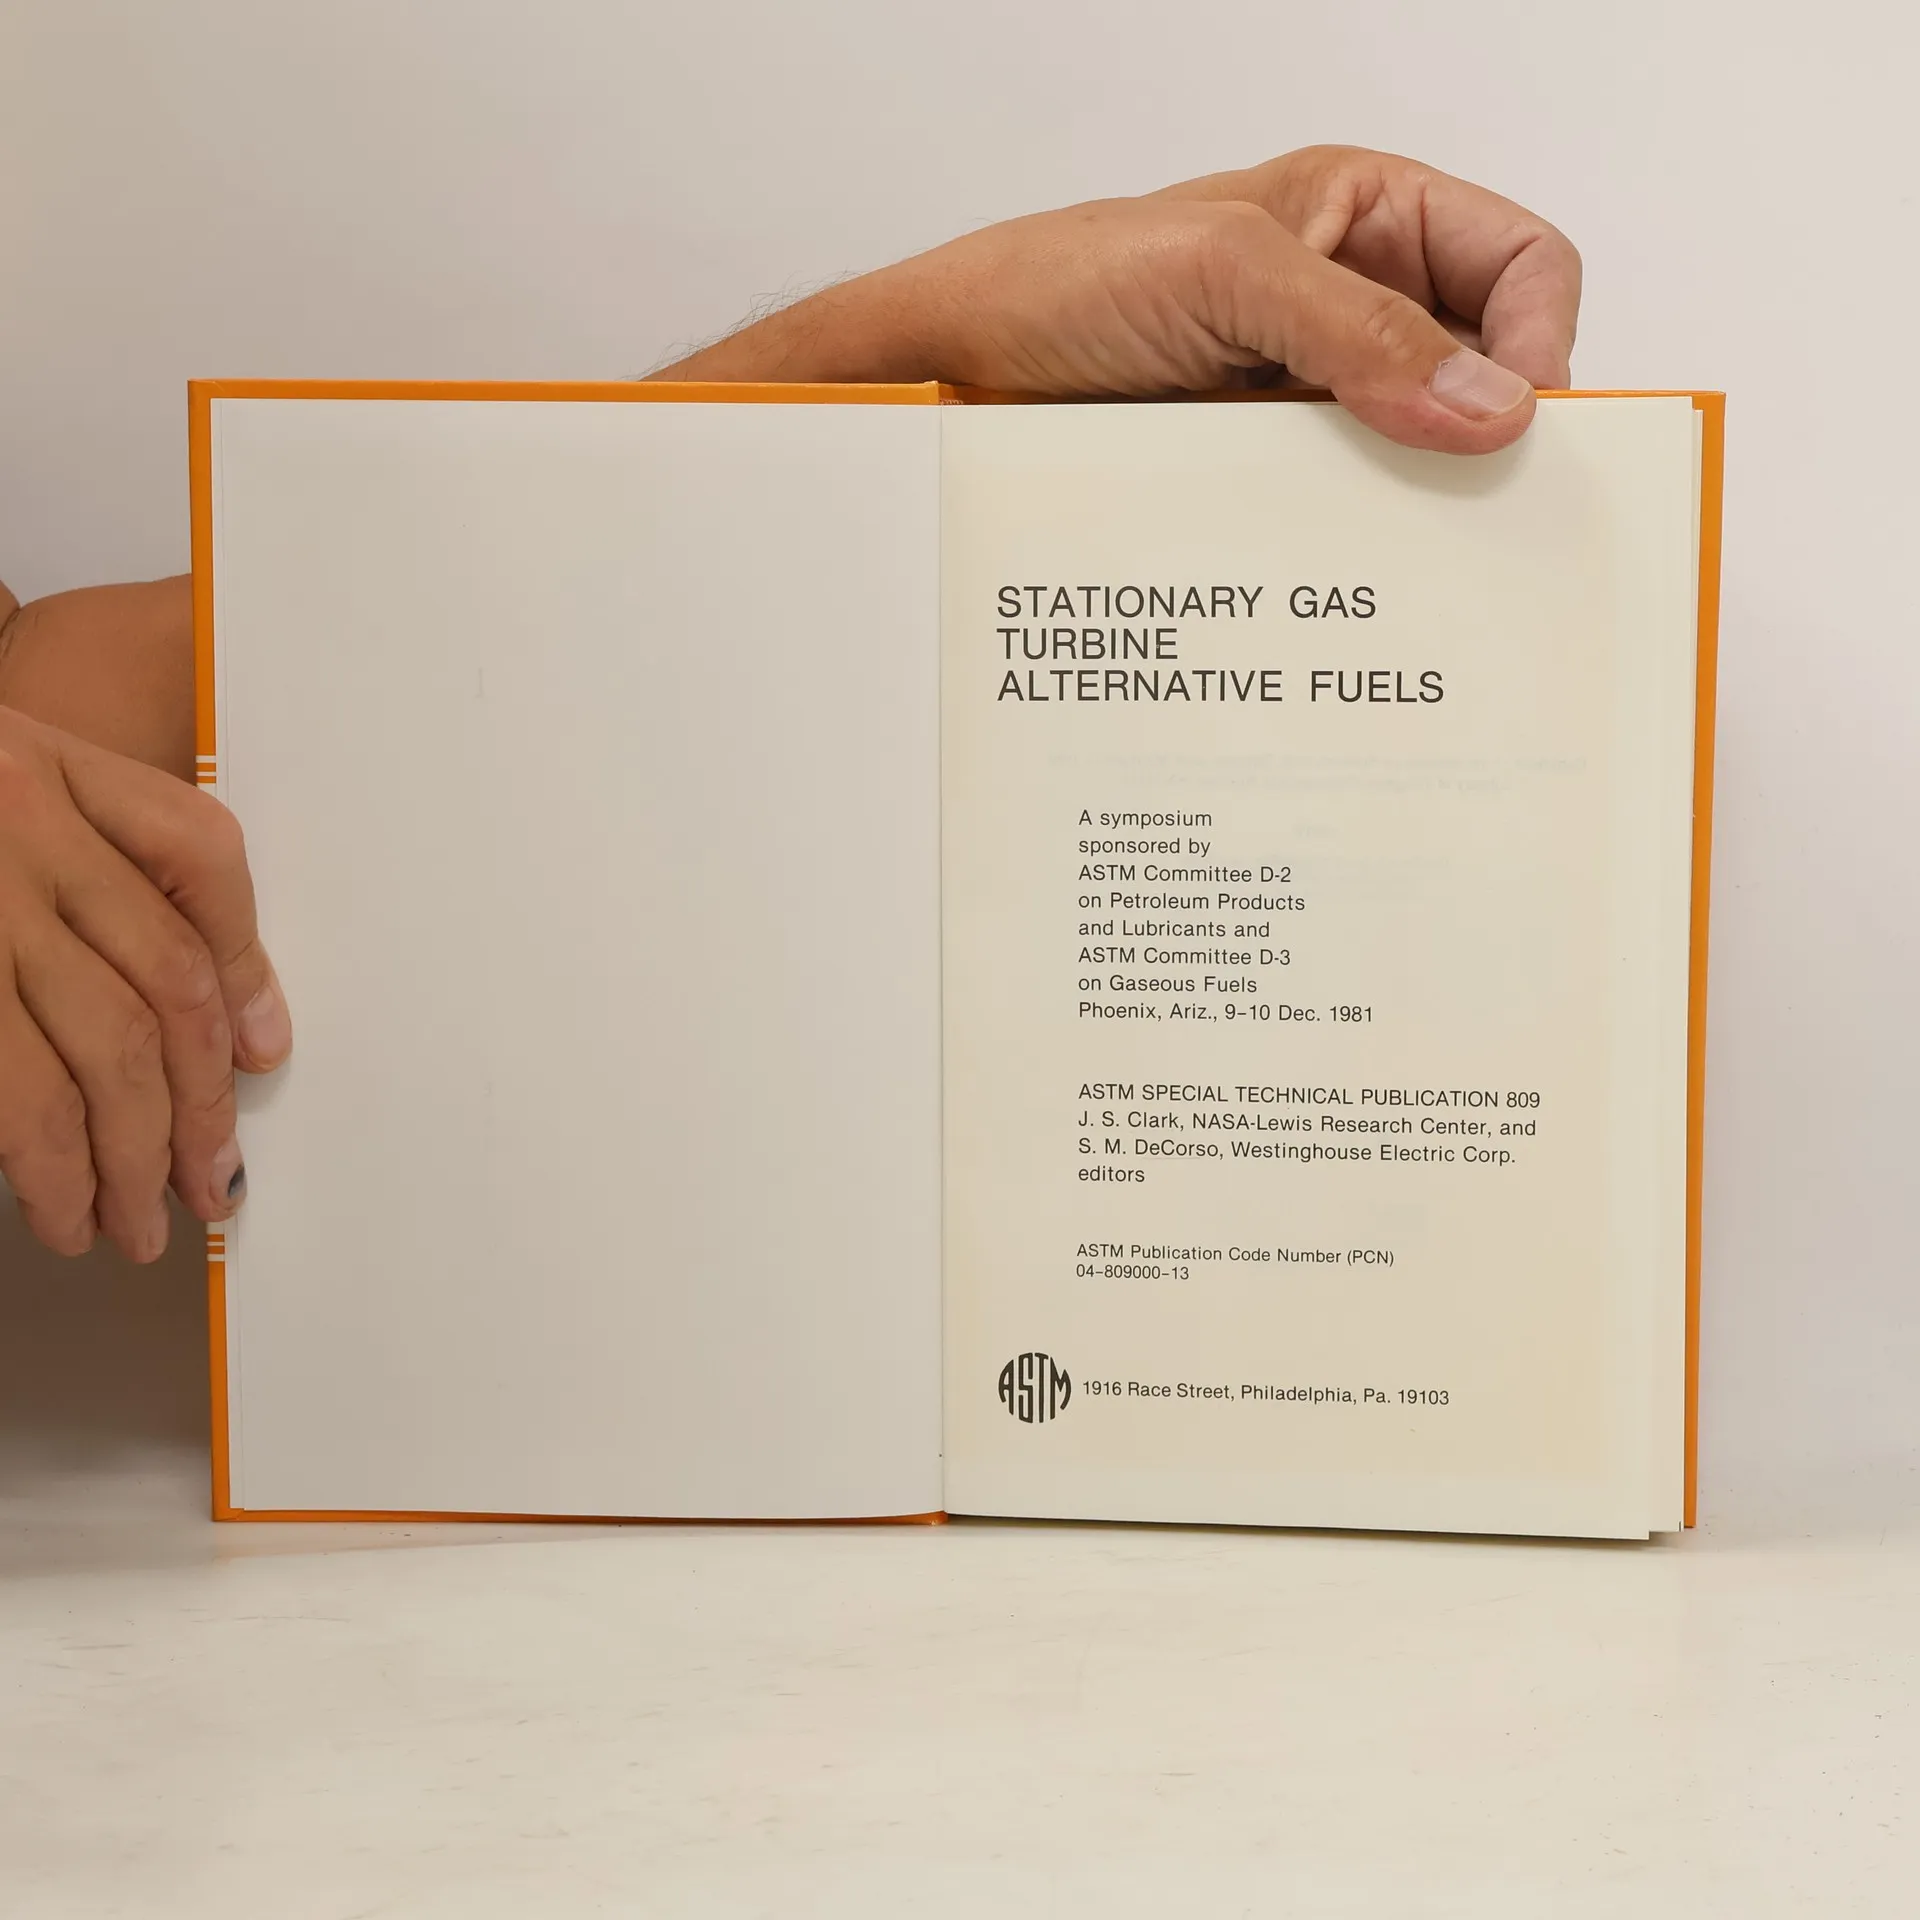 STATIONARY GAS
TURBINE
ALTERNATIVE FUELS
A symposium
sponsored by
ASTM Committee D-2
on Petroleum Products
and Lubricants and
ASTM Committee D-3
on Gaseous Fuels
Phoenix, Ariz., 9–10 Dec. 1981
ASTM SPECIAL TECHNICAL PUBLICATION 809
J. S. Clark, NASA-Lewis Research Center, and
S. M. DeCorso, Westinghouse Electric Corp.
editors
ASTM Publication Code Number (PCN)
04–809000–13
ASTM 1916 Race Street, Philadelphia, Pa. 19103